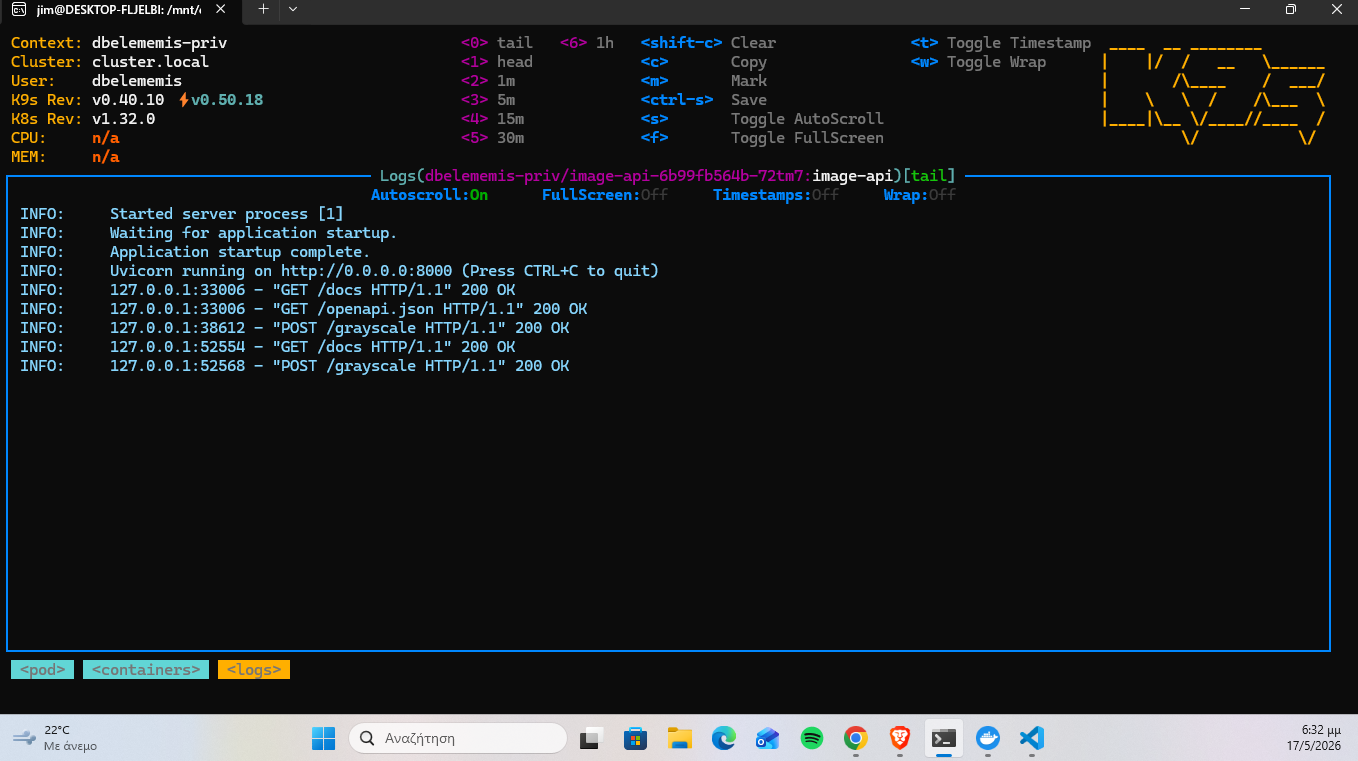 jim@DESKTOP-FLJELBI: /mnt/
Context: dbelememis-priv <0> tail <6> 1h <shift-c> Clear <t> Toggle Timestamp
Cluster: cluster.local <1> head <c> Copy <w> Toggle Wrap
User: dbelememis <2> 1m <m> Mark
K9s Rev: v0.40.10 ⚡v0.50.18 <3> 5m <ctrl-s> Save
K8s Rev: v1.32.0 <4> 15m <s> Toggle AutoScroll
CPU: n/a <5> 30m <f> Toggle FullScreen
MEM: n/a
Logs(dbelememis-priv/image-api-6b99fb564b-72tm7:image-api)[tail]
Autoscroll:On FullScreen:Off Timestamps:Off Wrap:Off
INFO: Started server process [1]
INFO: Waiting for application startup.
INFO: Application startup complete.
INFO: Uvicorn running on http://0.0.0.0:8000 (Press CTRL+C to quit)
INFO: 127.0.0.1:33006 - "GET /docs HTTP/1.1" 200 OK
INFO: 127.0.0.1:33006 - "GET /openapi.json HTTP/1.1" 200 OK
INFO: 127.0.0.1:38612 - "POST /grayscale HTTP/1.1" 200 OK
INFO: 127.0.0.1:52554 - "GET /docs HTTP/1.1" 200 OK
INFO: 127.0.0.1:52568 - "POST /grayscale HTTP/1.1" 200 OK
<pod> <containers> <logs>
22°C
Με άνεμο
Αναζήτηση
6:32 μμ
17/5/2026